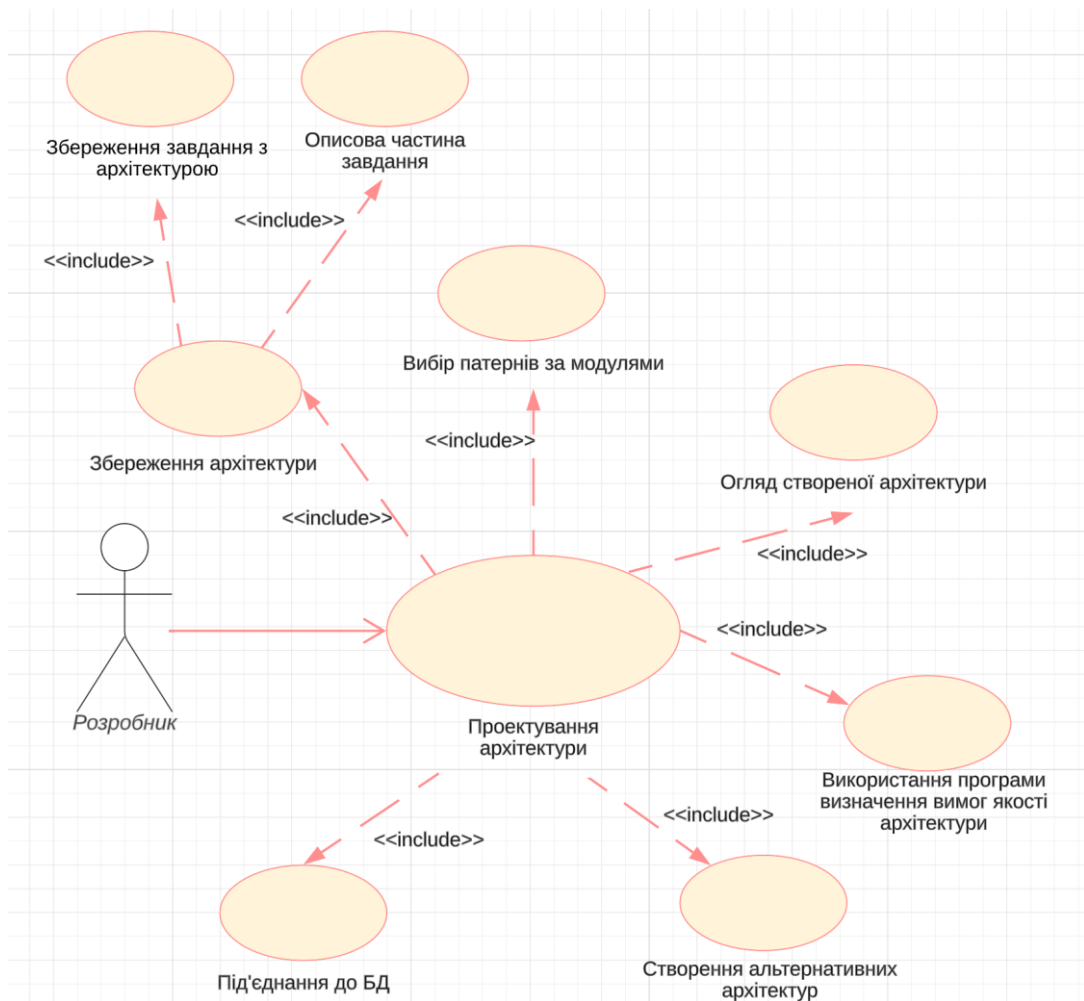 Збереження завдання з
архітектурою
Описова частина
завдання
<<include>>
<<include>>
Вибір патернів за модулями
<<include>>
Збереження архітектури
Огляд створеної архітектури
<<include>>
<<include>>
<<include>>
Розробник
Проектування
архітектури
Використання програми
визначення вимог якості
архітектури
<<include>>
<<include>>
Під'єднання до БД
Створення альтернативних
архітектур